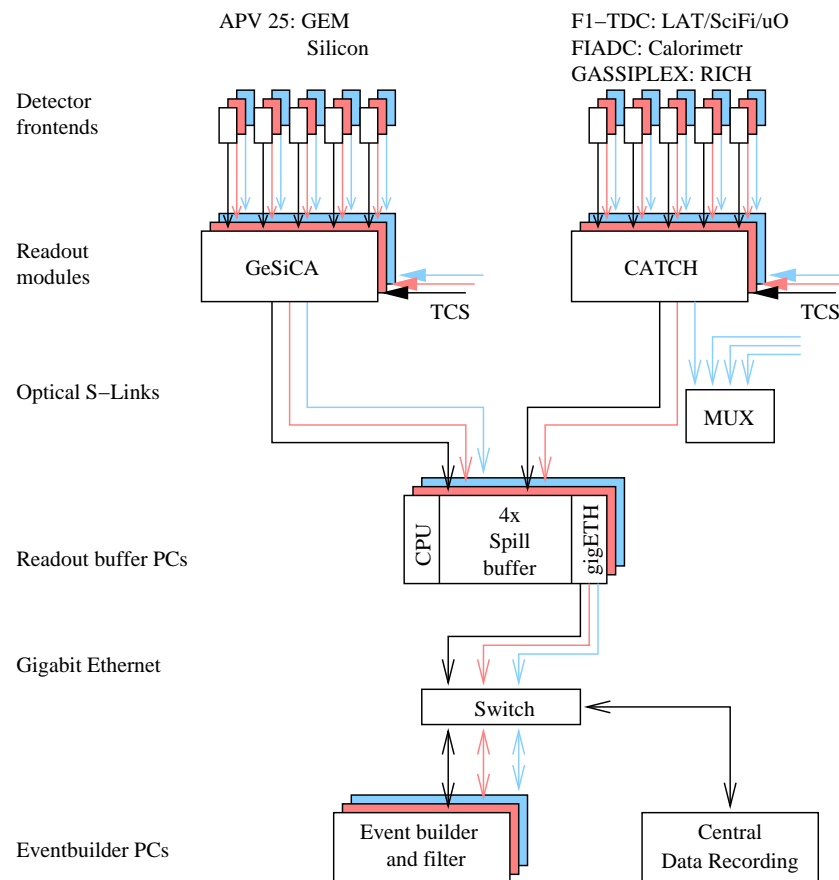 APV 25: GEM
Silicon
F1−TDC: LAT/SciFi/uO
FIADC: Calorimetr
GASSIPLEX: RICH
Detector
frontends
Readout
modules
GeSiCA
TCS
CATCH
TCS
Optical S−Links
MUX
Readout buffer PCs
CPU
4x
Spill
buffer
gigETH
Gigabit Ethernet
Switch
Eventbuilder PCs
Event builder
and filter
Central
Data Recording